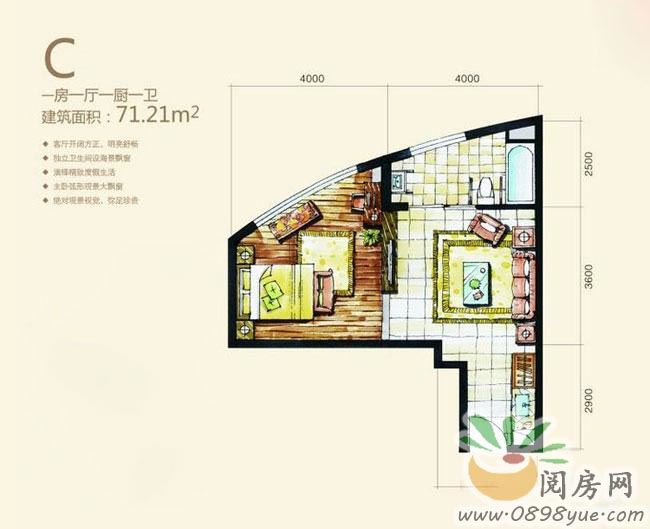 C
一房一厅一厨一卫
建筑面积：71.21m²
客厅开闭方正，明亮舒畅
独立卫生间设海景飘窗
演绎精致度假生活
主卧弧形观景大飘窗
绝对观景视觉，弥足珍贵
4000 4000
2500
3600
2900
阅房网
www.0898yue.com